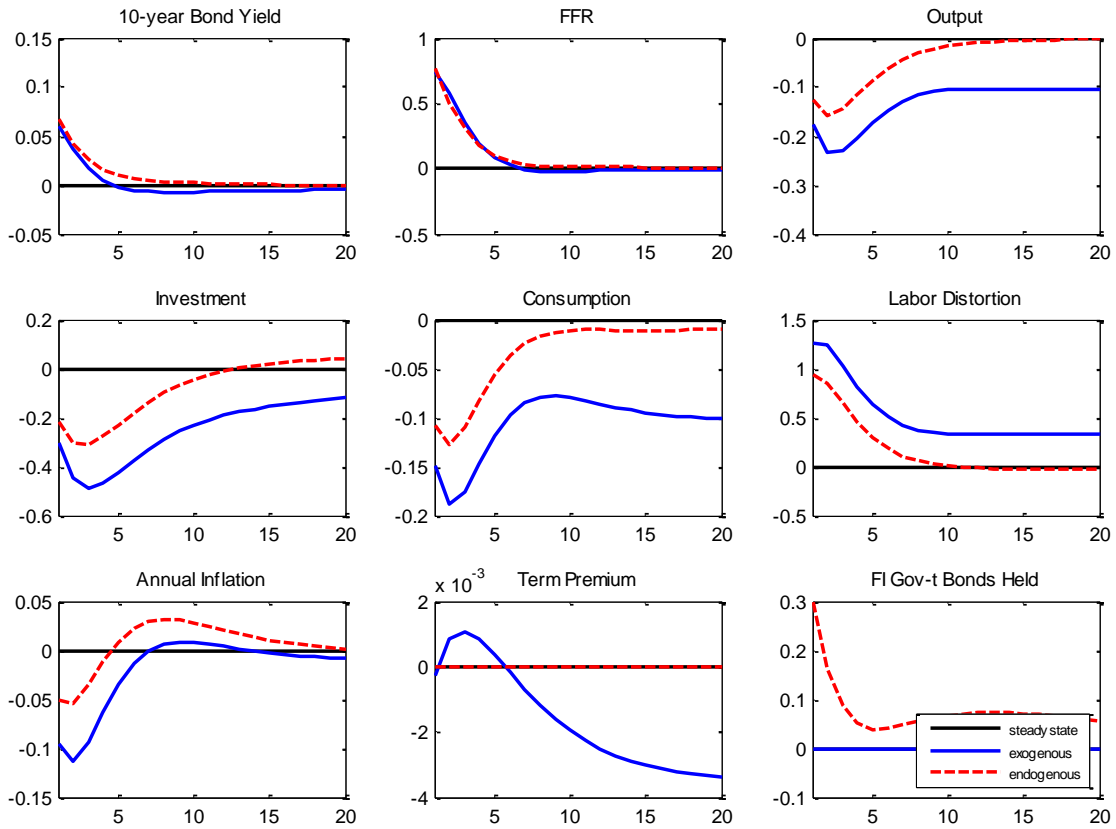 10-year Bond Yield
0.15
0.1
0.05
0
-0.05
5 10 15 20
FFR
1
0.5
0
-0.5
5 10 15 20
Output
0
-0.1
-0.2
-0.3
-0.4
5 10 15 20
Investment
0.2
0
-0.2
-0.4
-0.6
5 10 15 20
Consumption
0
-0.05
-0.1
-0.15
-0.2
5 10 15 20
Labor Distortion
1.5
1
0.5
0
-0.5
5 10 15 20
Annual Inflation
0.05
0
-0.05
-0.1
-0.15
5 10 15 20
Term Premium
x 10-3
2
0
-2
-4
5 10 15 20
FI Gov-t Bonds Held
0.3
0.2
0.1
0
-0.1
5 10 15 20
steady state
exogenous
endogenous